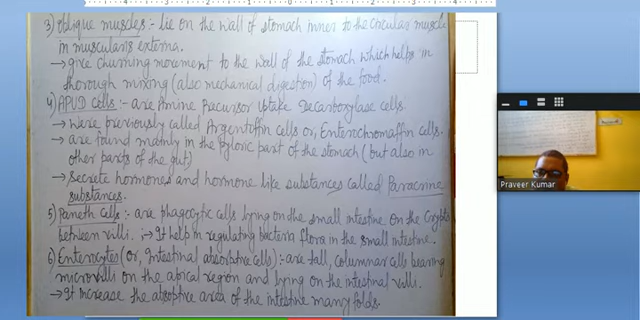 3) Oblique muscles :- lie on the wall of stomach inner to the circular muscle
in muscularis externa.
→ give churning movement to the wall of the stomach which helps in
thorough mixing (also mechanical digestion) of the food.
4) APUD cells :- are Amine Precursor Uptake Decarboxylase cells.
→ were previously called Argentiffin cells or, Enterochromaffin cells.
→ are found mainly in the pyloric part of the stomach (but also in
other parts of the gut)
→ secrete hormones and hormone like substances called Paracrine
substances.
5) Paneth cells :- are phagocytic cells lying on the small intestine on the crypts
between villi. → It help in regulating bacteria flora in the small intestine.
6) Enterocytes (or, Intestinal absorptive cells) :- are tall, columnar cells bearing
microvilli on the apical region and lying on the intestinal villi.
→ It increase the absorptive area of the intestine many folds.
Praveer Kumar